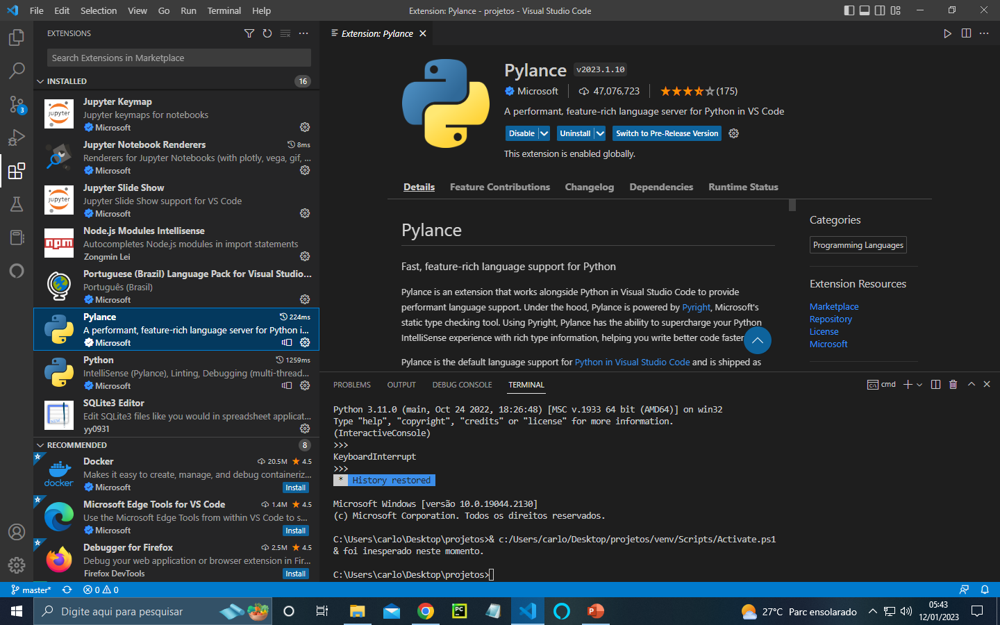 File Edit Selection View Go Run Terminal Help
Extension: Pylance - projetos - Visual Studio Code
EXTENSIONS
Search Extensions in Marketplace
INSTALLED 16
Jupyter Keymap
Jupyter keymaps for notebooks
Microsoft
Jupyter Notebook Renderers 8ms
Renderers for Jupyter Notebooks (with plotly, vega, gif, ...
Microsoft
Jupyter Slide Show
Jupyter Slide Show support for VS Code
Microsoft
Node.js Modules Intellisense
Autocompletes Node.js modules in import statements
Zongmin Lei
Portuguese (Brazil) Language Pack for Visual Studio...
Português (Brasil)
Microsoft
Pylance 224ms
A performant, feature-rich language server for Python i...
Microsoft
Python 1259ms
IntelliSense (Pylance), Linting, Debugging (multi-thread...
Microsoft
SQLite3 Editor
Edit SQLite3 files like you would in spreadsheet applicat...
yy0931
RECOMMENDED 8
Docker 20.5M 4.5
Makes it easy to create, manage, and debug containeriz...
Microsoft Install
Microsoft Edge Tools for VS Code 1.4M 4.5
Use the Microsoft Edge Tools from within VS Code to s...
Microsoft Install
Debugger for Firefox 2.5M 4.5
Debug your web application or browser extension in Fir...
Firefox DevTools Install
jupyter
jupyter
npm
docker
3
Extension: Pylance
Pylance v2023.1.10
Microsoft 47,076,723 (175)
A performant, feature-rich language server for Python in VS Code
Disable Uninstall Switch to Pre-Release Version
This extension is enabled globally.
Details Feature Contributions Changelog Dependencies Runtime Status
Pylance
Fast, feature-rich language support for Python
Pylance is an extension that works alongside Python in Visual Studio Code to provide
performant language support. Under the hood, Pylance is powered by Pyright, Microsoft's
static type checking tool. Using Pyright, Pylance has the ability to supercharge your Python
IntelliSense experience with rich type information, helping you write better code faster
Pylance is the default language support for Python in Visual Studio Code and is shipped as
Categories
Programming Languages
Extension Resources
Marketplace
Repository
License
Microsoft
PROBLEMS OUTPUT DEBUG CONSOLE TERMINAL cmd
Python 3.11.0 (main, Oct 24 2022, 18:26:48) [MSC v.1933 64 bit (AMD64)] on win32
Type "help", "copyright", "credits" or "license" for more information.
(InteractiveConsole)
>>>
KeyboardInterrupt
>>>
* History restored
Microsoft Windows [versão 10.0.19044.2130]
(c) Microsoft Corporation. Todos os direitos reservados.
C:\Users\carlo\Desktop\projetos>& c:/Users/carlo/Desktop/projetos/venv/Scripts/Activate.ps1
& foi inesperado neste momento.
C:\Users\carlo\Desktop\projetos>
master* 0 0
Digite aqui para pesquisar
PC
27°C Parc ensolarado
05:43
12/01/2023